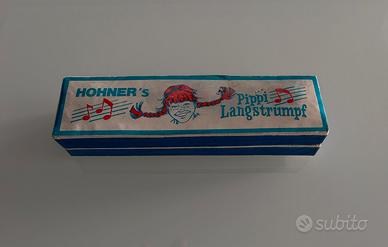 HOHNER's
Pippi
Langstrumpf
subito